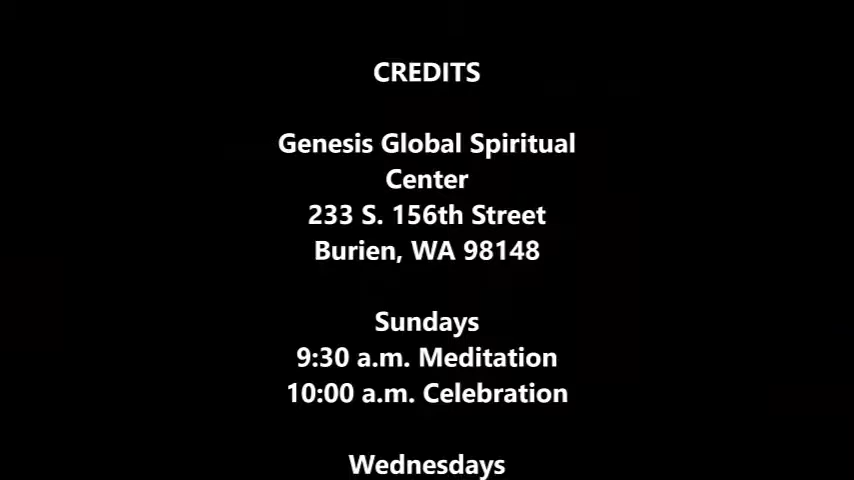 CREDITS
Genesis Global Spiritual
Center
233 S. 156th Street
Burien, WA 98148
Sundays
9:30 a.m. Meditation
10:00 a.m. Celebration
Wednesdays